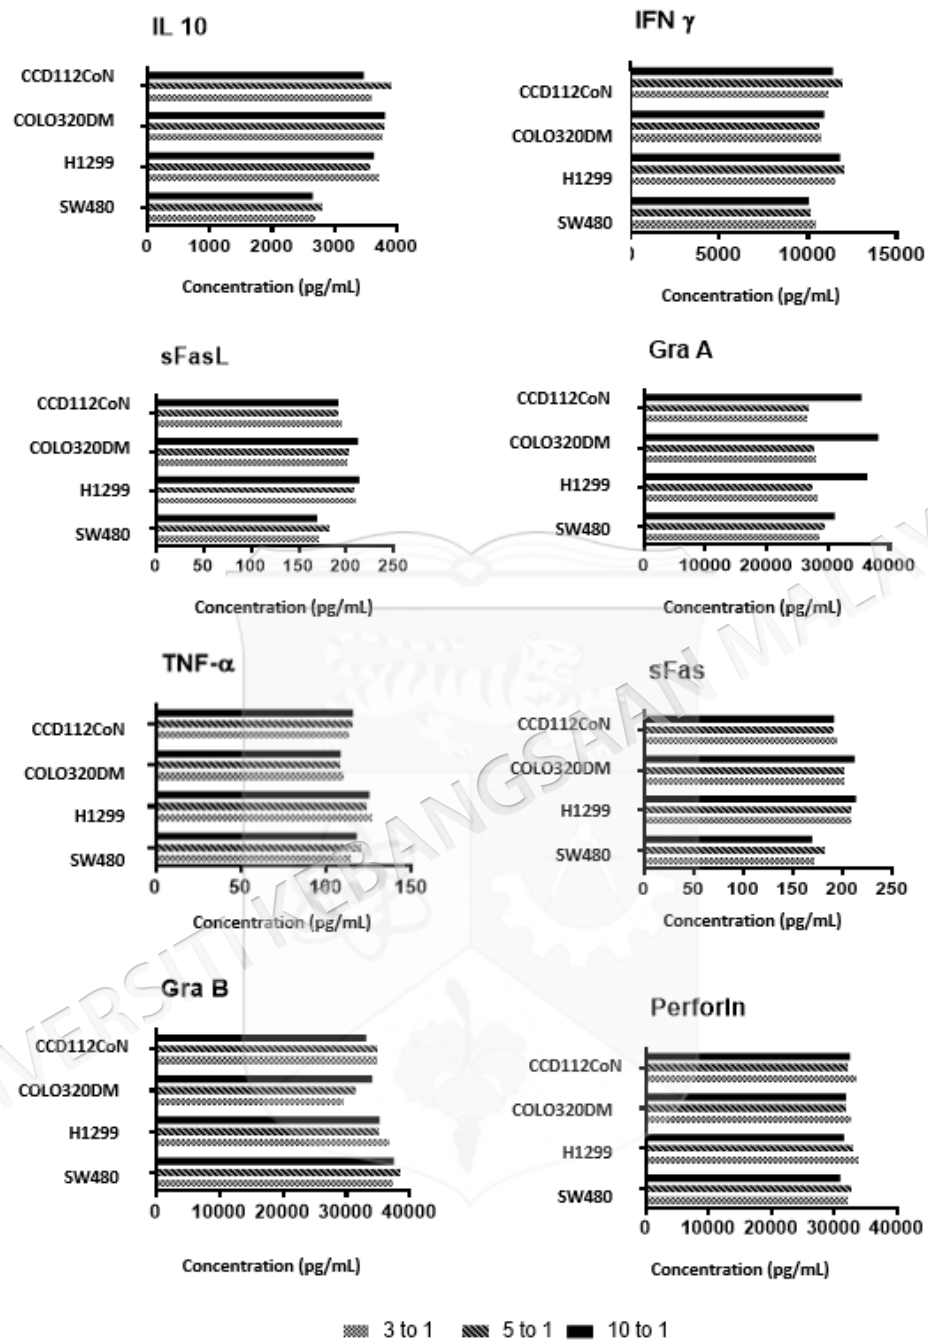 IL 10
CCD112CoN
COLO320DM
H1299
SW480
0 1000 2000 3000 4000
Concentration (pg/mL)
IFN γ
CCD112CoN
COLO320DM
H1299
SW480
0 5000 10000 15000
Concentration (pg/mL)
sFasL
CCD112CoN
COLO320DM
H1299
SW480
0 50 100 150 200 250
Concentration (pg/mL)
Gra A
CCD112CoN
COLO320DM
H1299
SW480
0 10000 20000 30000 40000
Concentration (pg/mL)
TNF-α
CCD112CoN
COLO320DM
H1299
SW480
0 50 100 150
Concentration (pg/mL)
sFas
CCD112CoN
COLO320DM
H1299
SW480
0 50 100 150 200 250
Concentration (pg/mL)
Gra B
CCD112CoN
COLO320DM
H1299
SW480
0 10000 20000 30000 40000
Concentration (pg/mL)
PerforIn
CCD112CoN
COLO320DM
H1299
SW480
0 10000 20000 30000 40000
Concentration (pg/mL)
3 to 1 5 to 1 10 to 1
IVERSITI KEBANGSAAN MALAY